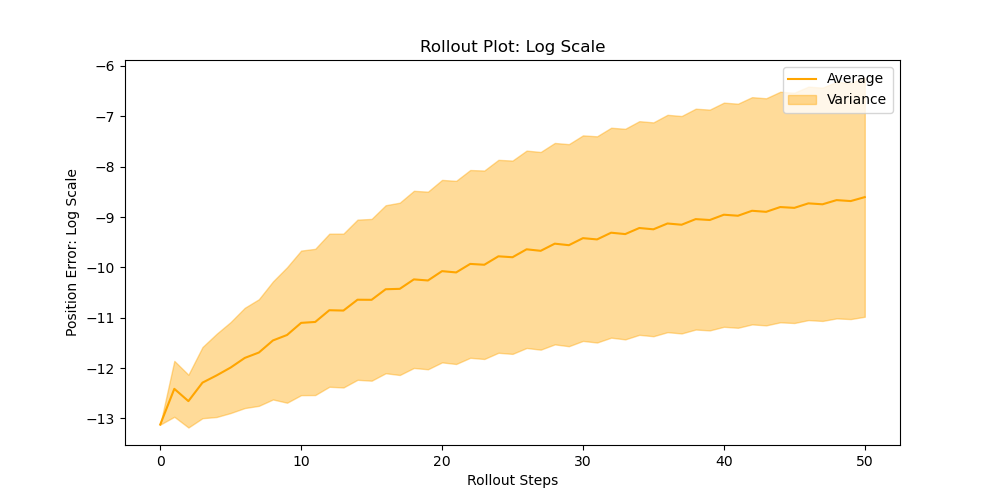 Rollout Plot: Log Scale
Average
Variance
−6
−7
−8
−9
−10
−11
−12
−13
Position Error: Log Scale
0 10 20 30 40 50
Rollout Steps